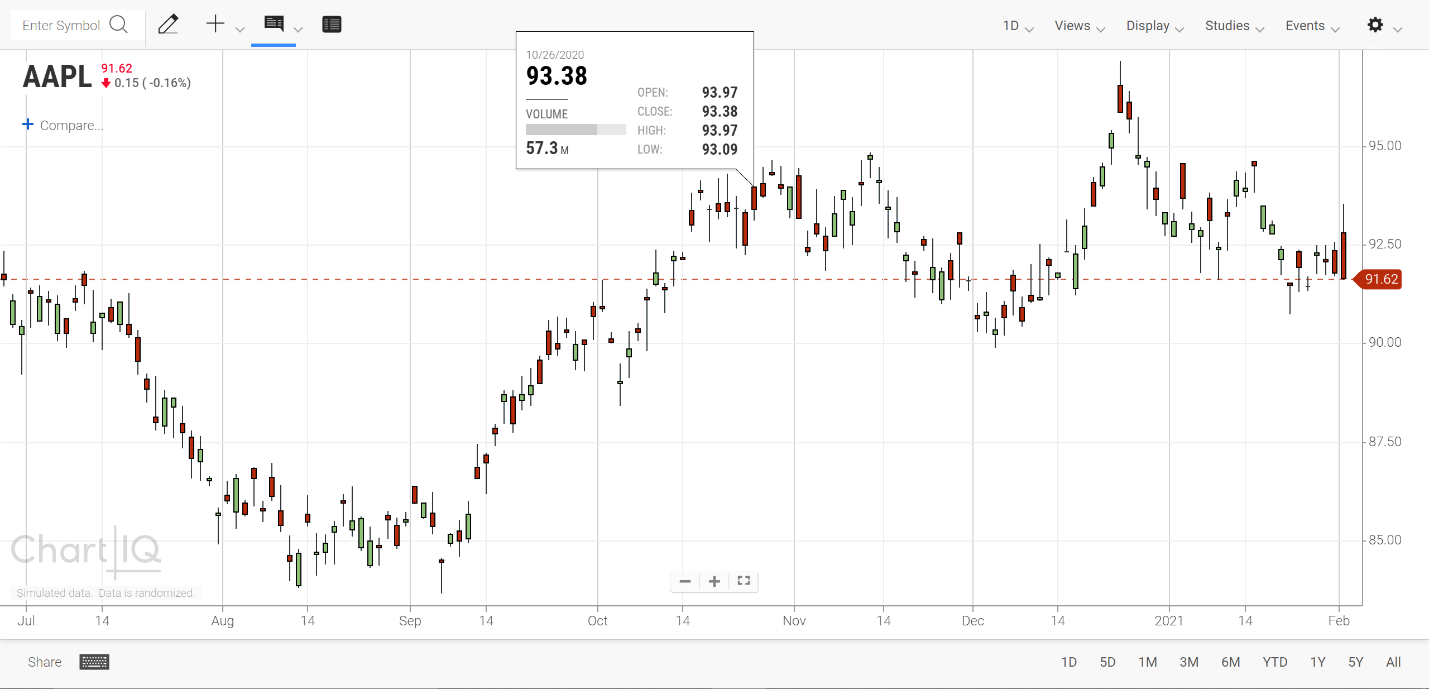 Enter Symbol
1D Views Display Studies Events
AAPL 91.62
0.15 ( -0.16%)
+ Compare...
10/26/2020
93.38
VOLUME
57.3 M
OPEN: 93.97
CLOSE: 93.38
HIGH: 93.97
LOW: 93.09
95.00
92.50
91.62
90.00
87.50
85.00
ChartIQ
Simulated data. Data is randomized.
Jul 14 Aug 14 Sep 14 Oct 14 Nov 14 Dec 14 2021 14 Feb
Share
1D 5D 1M 3M 6M YTD 1Y 5Y All